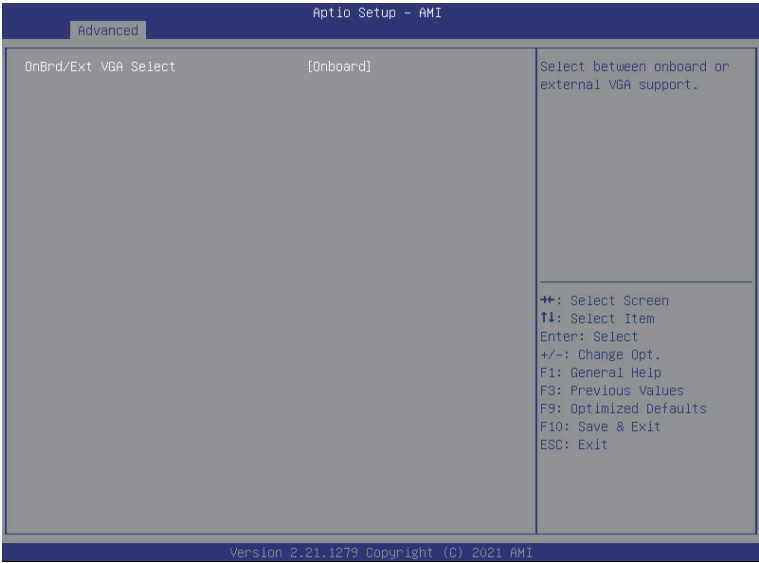 Aptio Setup – AMI
Advanced
OnBrd/Ext VGA Select [Onboard]
Select between onboard or
external VGA support.
→←: Select Screen
↑↓: Select Item
Enter: Select
+/-: Change Opt.
F1: General Help
F3: Previous Values
F9: Optimized Defaults
F10: Save & Exit
ESC: Exit
Version 2.21.1279 Copyright (C) 2021 AMI